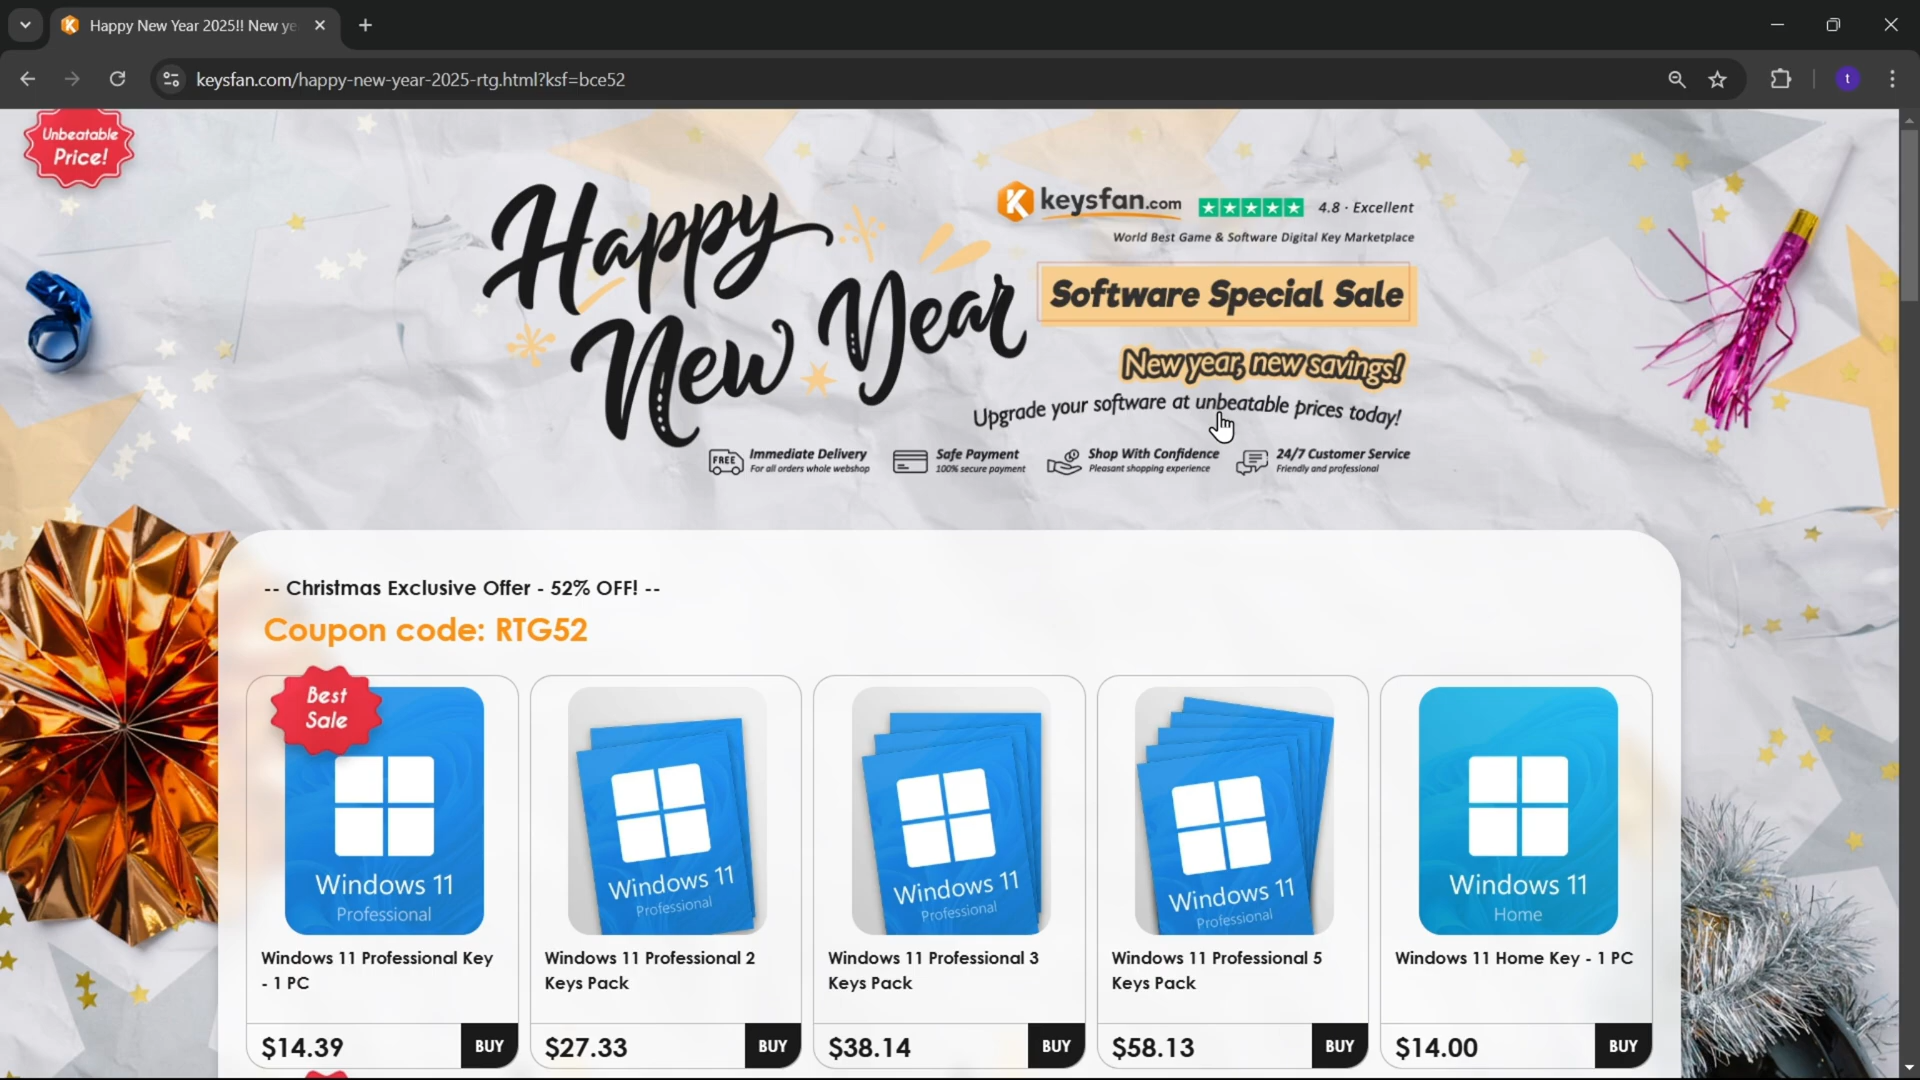 Happy New Year 2025!! New ye
keysfan.com/happy-new-year-2025-rtg.html?ksf=bce52
t
Unbeatable
Price!
Happy
New Year
keysfan.com
4.8 · Excellent
World Best Game & Software Digital Key Marketplace
Software Special Sale
New year, new savings!
Upgrade your software at unbeatable prices today!
FREE
Immediate Delivery
For all orders whole webshop
Safe Payment
100% secure payment
Shop With Confidence
Pleasant shopping experience
24/7 Customer Service
Friendly and professional
-- Christmas Exclusive Offer - 52% OFF! --
Coupon code: RTG52
Best
Sale
Windows 11
Professional
Windows 11
Professional
Windows 11
Professional
Windows 11
Professional
Windows 11
Home
Windows 11 Professional Key
- 1 PC
Windows 11 Professional 2
Keys Pack
Windows 11 Professional 3
Keys Pack
Windows 11 Professional 5
Keys Pack
Windows 11 Home Key - 1 PC
$14.39
BUY
$27.33
BUY
$38.14
BUY
$58.13
BUY
$14.00
BUY